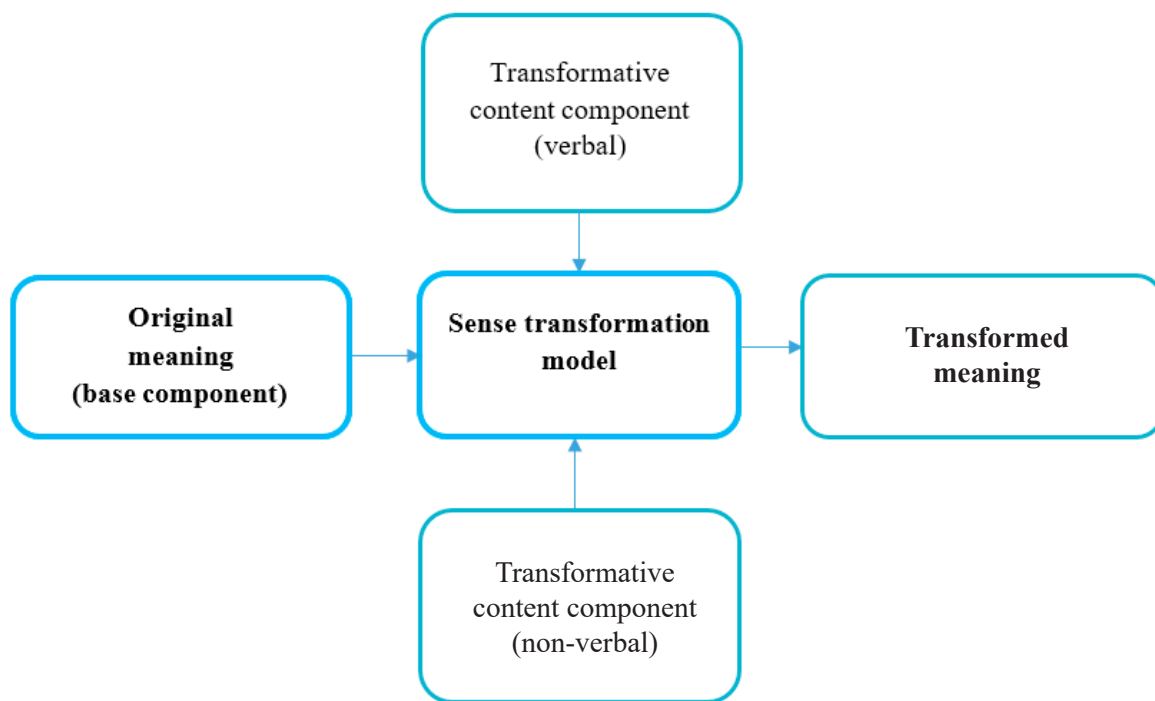 Transformative
content component
(verbal)
Original
meaning
(base component)
Sense transformation
model
Transformed
meaning
Transformative
content component
(non-verbal)